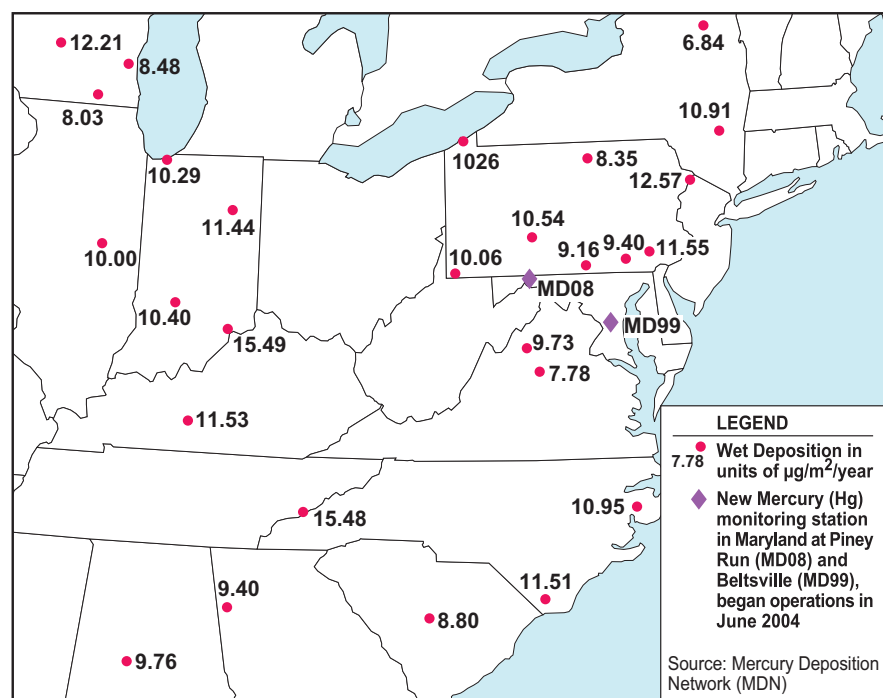 12.21
8.48
8.03
6.84
10.91
1026
8.35
12.57
10.29
11.44
10.00
10.54
9.16
9.40
11.55
10.06
MD08
MD99
10.40
15.49
9.73
7.78
11.53
15.48
10.95
11.51
9.40
8.80
9.76
LEGEND
7.78
Wet Deposition in
units of µg/m²/year
New Mercury (Hg)
monitoring station
in Maryland at Piney
Run (MD08) and
Beltsville (MD99),
began operations in
June 2004
Source: Mercury Deposition
Network (MDN)